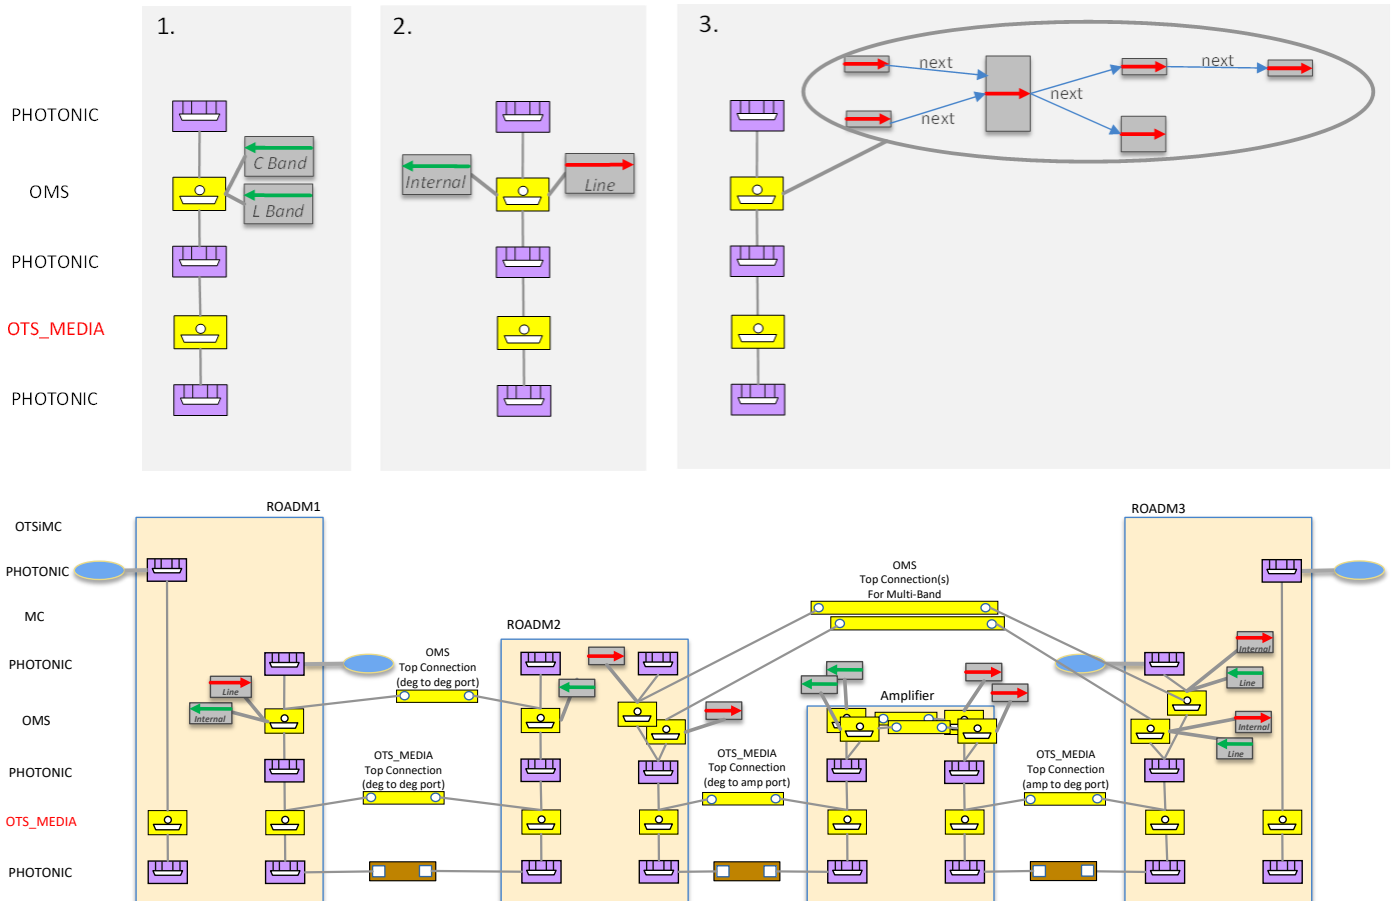 1.
2.
3.
PHOTONIC
OMS
PHOTONIC
OTS_MEDIA
PHOTONIC
C Band
L Band
Internal
Line
next
next
next
next
ROADM1
ROADM3
OTSiMC
PHOTONIC
MC
PHOTONIC
OMS
PHOTONIC
OTS_MEDIA
PHOTONIC
Line
Internal
OMS
Top Connection
(deg to deg port)
OTS_MEDIA
Top Connection
(deg to deg port)
ROADM2
OTS_MEDIA
Top Connection
(deg to amp port)
OMS
Top Connection(s)
For Multi-Band
Amplifier
OTS_MEDIA
Top Connection
(amp to deg port)
Internal
Line
Internal
Line